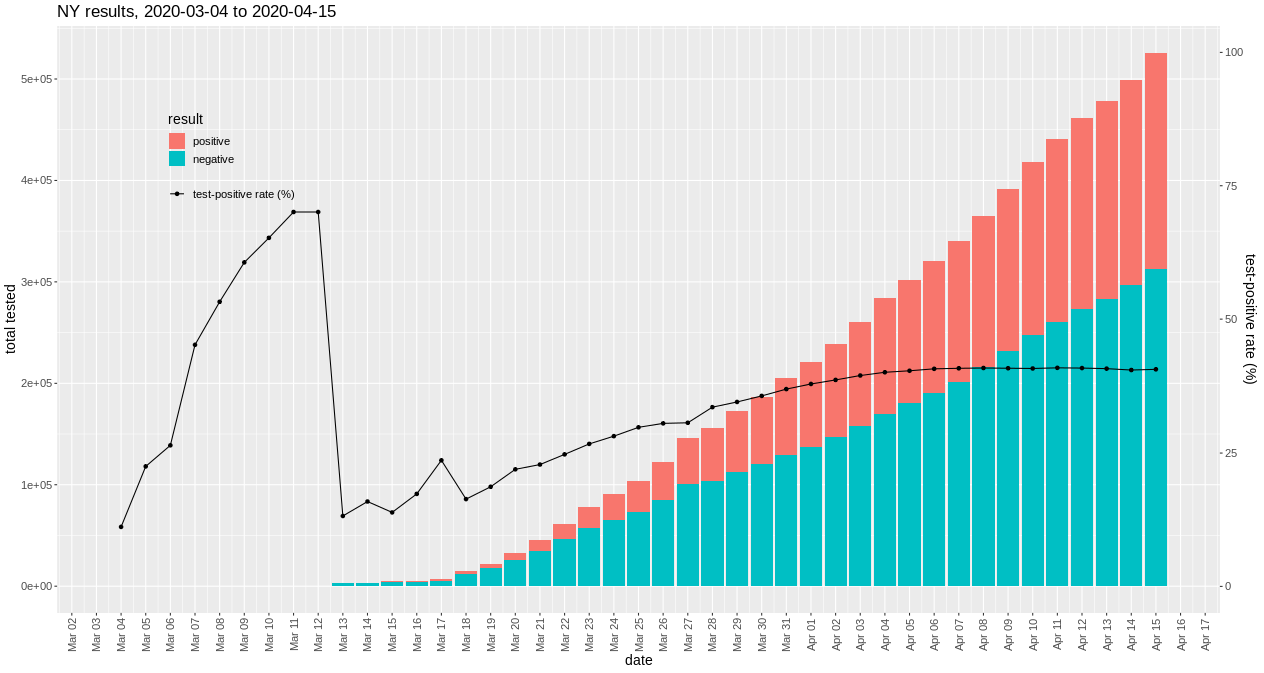 NY results, 2020-03-04 to 2020-04-15
total tested
5e+05
4e+05
3e+05
2e+05
1e+05
0e+00
result
positive
negative
test-positive rate (%)
100
75
50
25
0
test-positive rate (%)
Mar 02
Mar 03
Mar 04
Mar 05
Mar 06
Mar 07
Mar 08
Mar 09
Mar 10
Mar 11
Mar 12
Mar 13
Mar 14
Mar 15
Mar 16
Mar 17
Mar 18
Mar 19
Mar 20
Mar 21
Mar 22
Mar 23
Mar 24
Mar 25
Mar 26
Mar 27
Mar 28
Mar 29
Mar 30
Mar 31
Apr 01
Apr 02
Apr 03
Apr 04
Apr 05
Apr 06
Apr 07
Apr 08
Apr 09
Apr 10
Apr 11
Apr 12
Apr 13
Apr 14
Apr 15
Apr 16
Apr 17
date